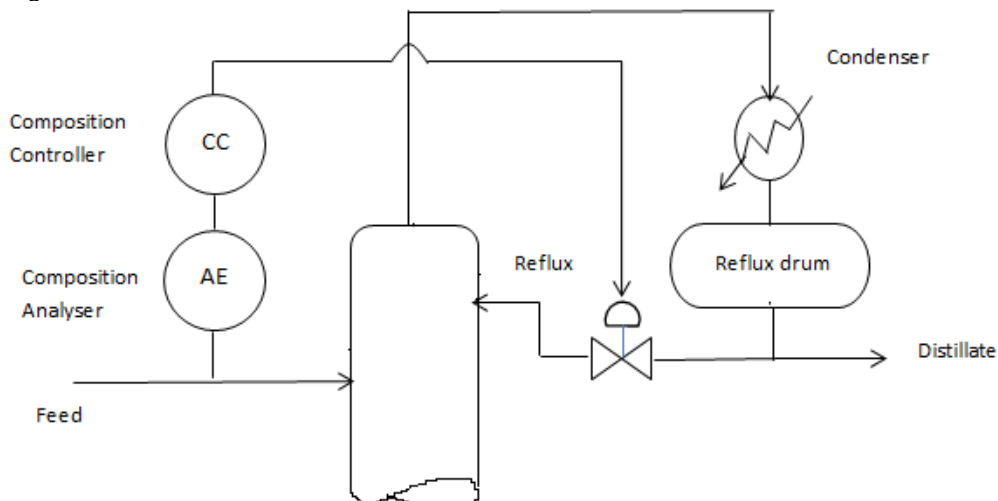 Condenser
Composition
Controller
CC
Composition
Analyser
AE
Reflux
Reflux drum
Distillate
Feed